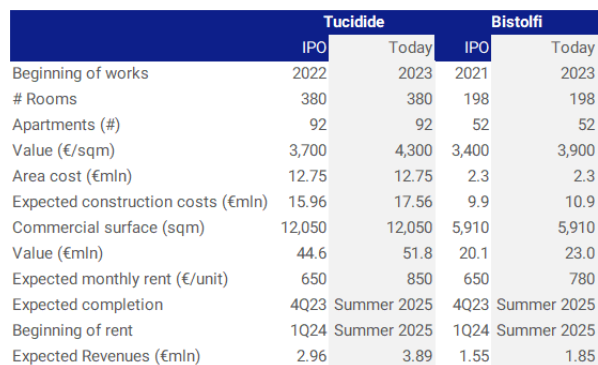 Tucidide Bistolfi
IPO Today IPO Today
Beginning of works 2022 2023 2021 2023
# Rooms 380 380 198 198
Apartments (#) 92 92 52 52
Value (€/sqm) 3,700 4,300 3,400 3,900
Area cost (€mln) 12.75 12.75 2.3 2.3
Expected construction costs (€mln) 15.96 17.56 9.9 10.9
Commercial surface (sqm) 12,050 12,050 5,910 5,910
Value (€mln) 44.6 51.8 20.1 23.0
Expected monthly rent (€/unit) 650 850 650 780
Expected completion 4Q23 Summer 2025 4Q23 Summer 2025
Beginning of rent 1Q24 Summer 2025 1Q24 Summer 2025
Expected Revenues (€mln) 2.96 3.89 1.55 1.85